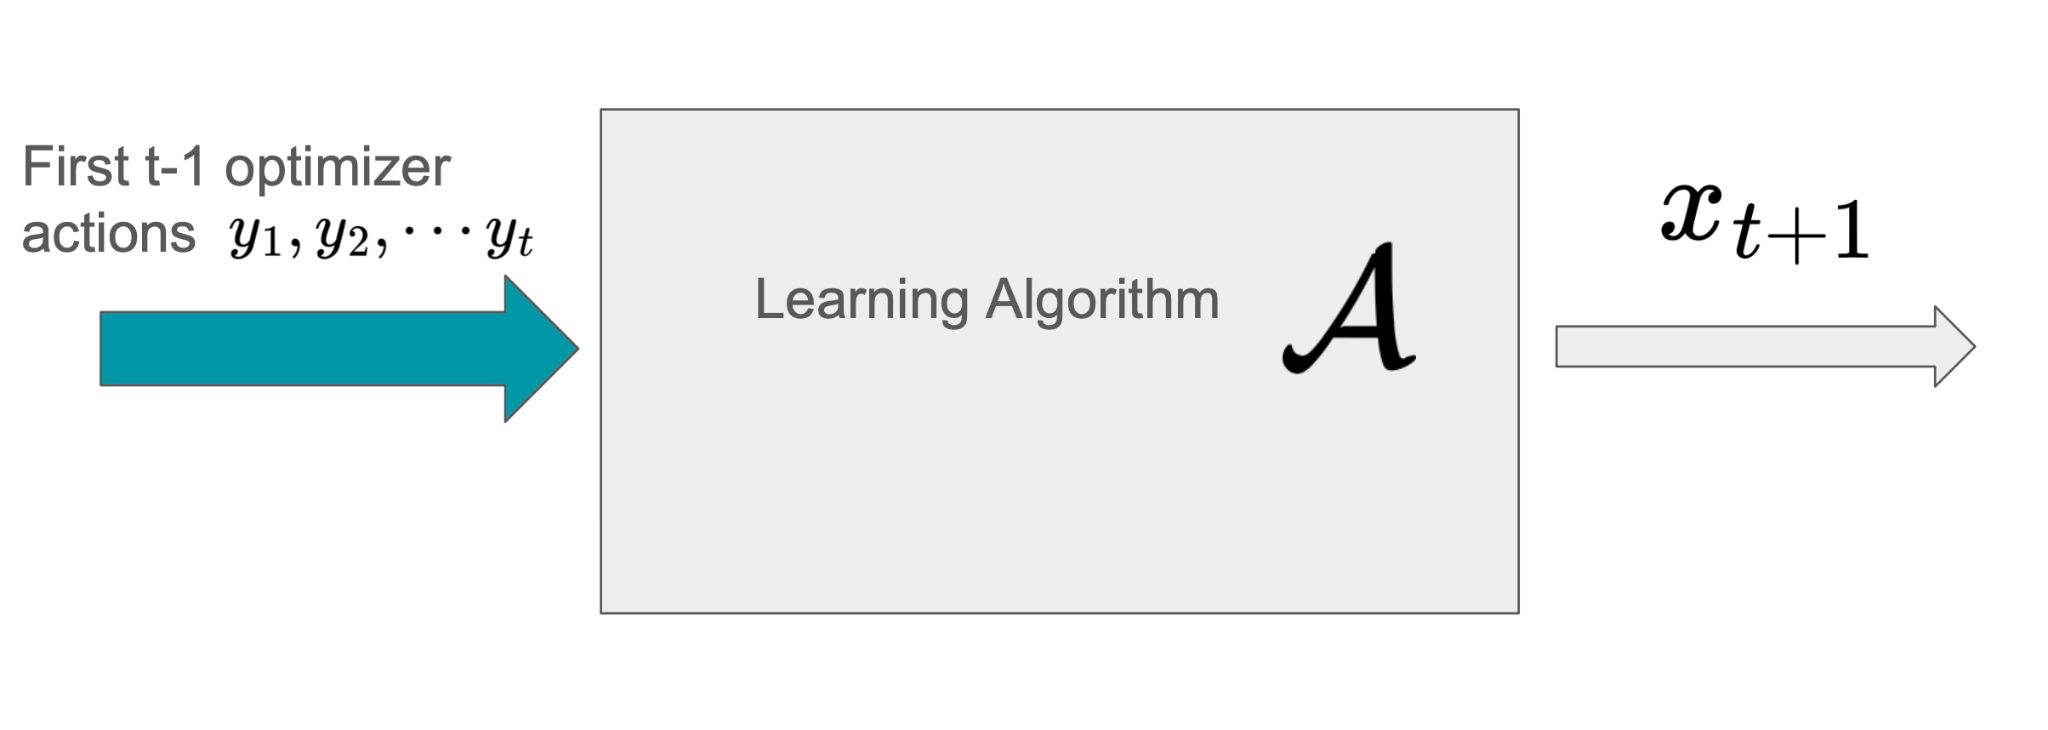 First t-1 optimizer
actions y₁, y₂, ··· yₜ
Learning Algorithm 𝒜
xₜ₊₁